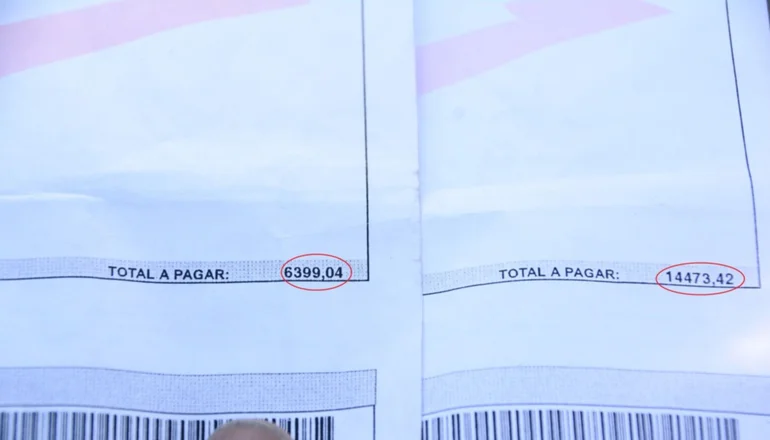 TOTAL A PAGAR: 6399,04
TOTAL A PAGAR: 14473,42